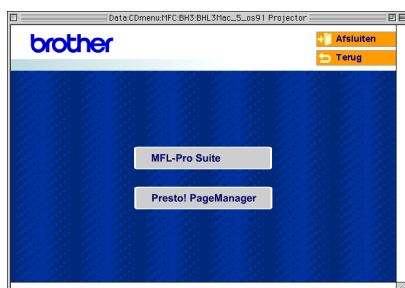 Data:CDmenu:MFC:BH3:BHL3Mac_5_os91 Projector
brother
Afsluiten
Terug
MFL-Pro Suite
Presto! PageManager